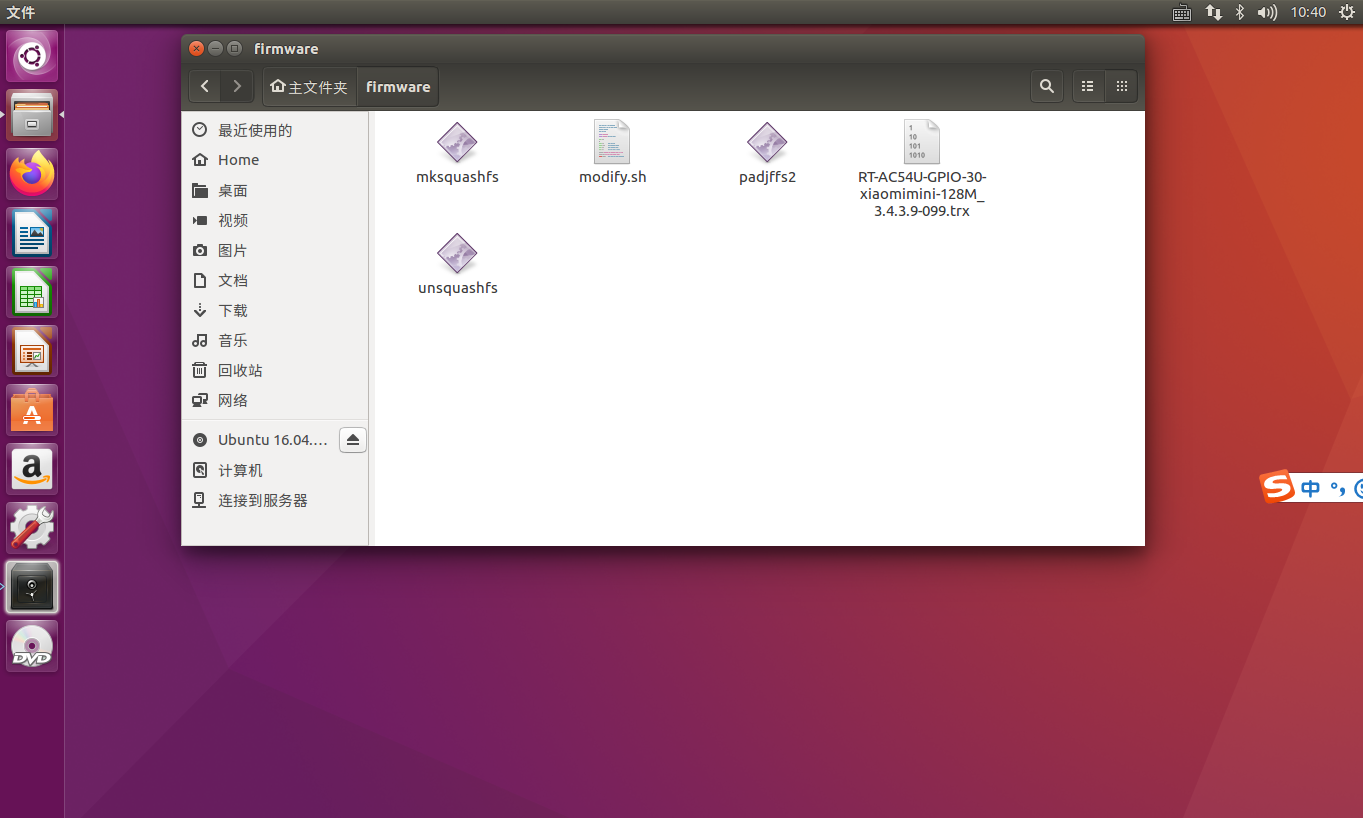 文件
10:40
firmware
主文件夹
firmware
最近使用的
Home
桌面
视频
图片
文档
下载
音乐
回收站
网络
Ubuntu 16.04....
计算机
连接到服务器
mksquashfs
modify.sh
padjffs2
1
10
101
1010
RT-AC54U-GPIO-30-
xiaomimini-128M_
3.4.3.9-099.trx
unsquashfs
A
a
DVD
S 中 °,